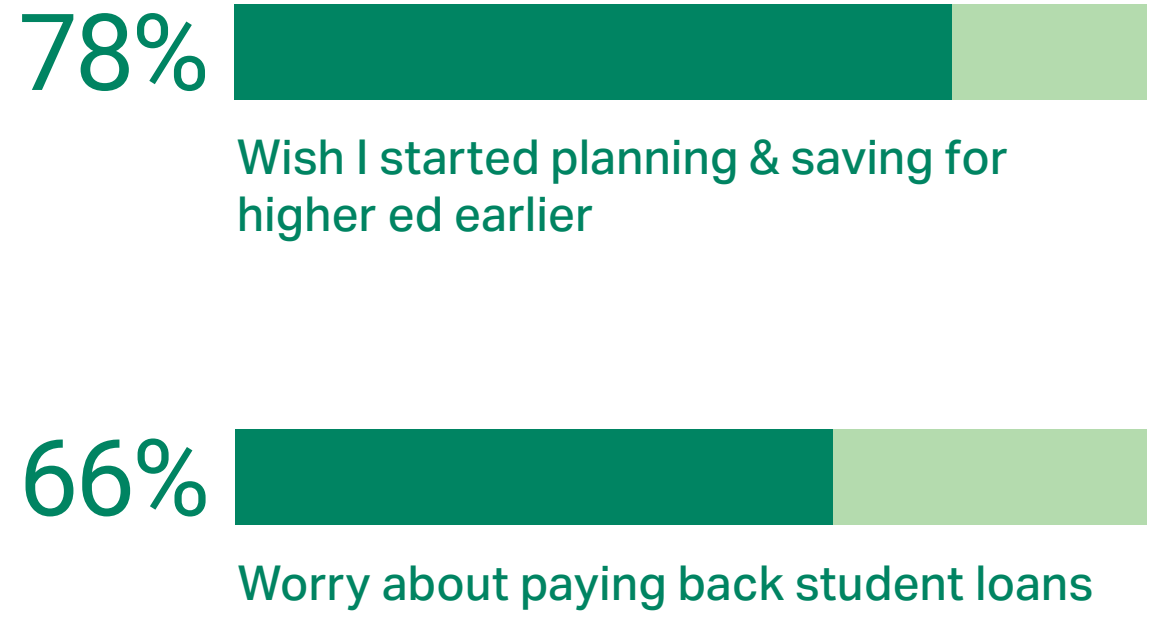 78%
Wish I started planning & saving for
higher ed earlier
66%
Worry about paying back student loans